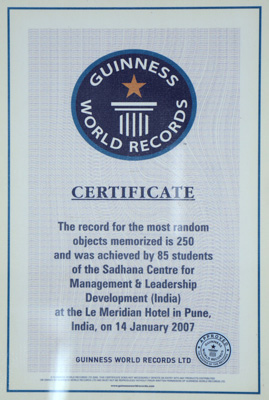 GUINNESS
WORLD RECORDS
CERTIFICATE
The record for the most random
objects memorized is 250
and was achieved by 85 students
of the Sadhana Centre for
Management & Leadership
Development (India)
at the Le Meridian Hotel in Pune,
India, on 14 January 2007
APPROVED
GUINNESS WORLD RECORDS LTD